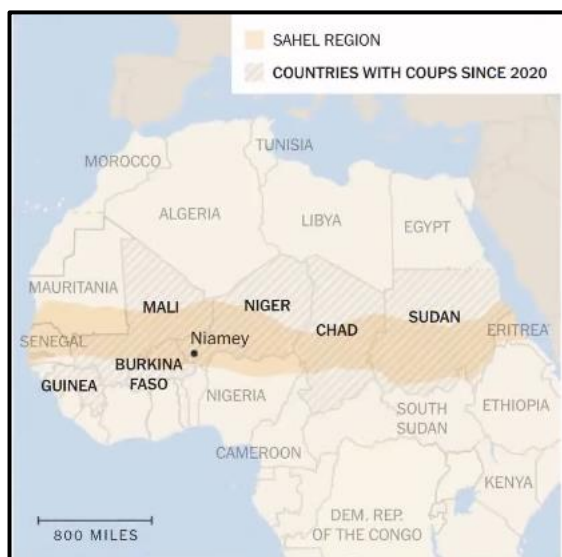 SAHEL REGION
COUNTRIES WITH COUPS SINCE 2020
TUNISIA
MOROCCO
ALGERIA
LIBYA
EGYPT
MAURITANIA
MALI
NIGER
CHAD
SUDAN
ERITREA
SENEGAL
Niamey
GUINEA
BURKINA
FASO
NIGERIA
SOUTH
SUDAN
ETHIOPIA
CAMEROON
KENYA
DEM. REP.
OF THE CONGO
800 MILES